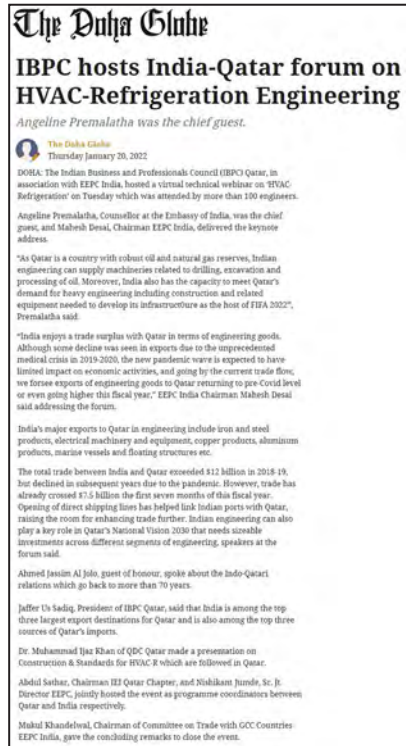 The Doha Globe
IBPC hosts India-Qatar forum on
HVAC-Refrigeration Engineering
Angeline Premalatha was the chief guest.
The Doha Globe
Thursday January 20, 2022
DOHA: The Indian Business and Professionals Council (IBPC) Qatar, in
association with EEPC India, hosted a virtual technical webinar on 'HVAC-
Refrigeration' on Tuesday which was attended by more than 100 engineers.
Angeline Premalatha, Counsellor at the Embassy of India, was the chief
guest, and Mahesh Desai, Chairman EEPC India, delivered the keynote
address.
"As Qatar is a country with robust oil and natural gas reserves, Indian
engineering can supply machineries related to drilling, excavation and
processing of oil. Moreover, India also has the capacity to meet Qatar's
demand for heavy engineering including construction and related
equipment needed to develop its infrastruct0ure as the host of FIFA 2022",
Premalatha said.
"India enjoys a trade surplus with Qatar in terms of engineering goods.
Although some decline was seen in exports due to the unprecedented
medical crisis in 2019-2020, the new pandemic wave is expected to have
limited impact on economic activities, and going by the current trade flow,
we forsee exports of engineering goods to Qatar returning to pre-Covid level
or even going higher this fiscal year," EEPC India Chairman Mahesh Desai
said addressing the forum.
India's major exports to Qatar in engineering include iron and steel
products, electrical machinery and equipment, copper products, aluminum
products, marine vessels and floating structures etc.
The total trade between India and Qatar exceeded $12 billion in 2018-19,
but declined in subsequent years due to the pandemic. However, trade has
already crossed $7.5 billion the first seven months of this fiscal year.
Opening of direct shipping lines has helped link Indian ports with Qatar,
raising the room for enhancing trade further. Indian engineering can also
play a key role in Qatar's National Vision 2030 that needs sizeable
investments across different segments of engineering, speakers at the
forum said.
Ahmed Jassim Al Jolo, guest of honour, spoke about the Indo-Qatari
relations which go back to more than 70 years.
Jaffer Us Sadiq, President of IBPC Qatar, said that India is among the top
three largest export destinations for Qatar and is also among the top three
sources of Qatar's imports.
Dr. Muhammad Ijaz Khan of QDC Qatar made a presentation on
Construction & Standards for HVAC-R which are followed in Qatar.
Abdul Sathar, Chairman IEI Qatar Chapter, and Nishikant Jumde, Sr. Jt.
Director EEPC, jointly hosted the event as programme coordinators between
Qatar and India respectively.
Mukul Khandelwal, Chairman of Committee on Trade with GCC Countries
EEPC India, gave the concluding remarks to close the event.